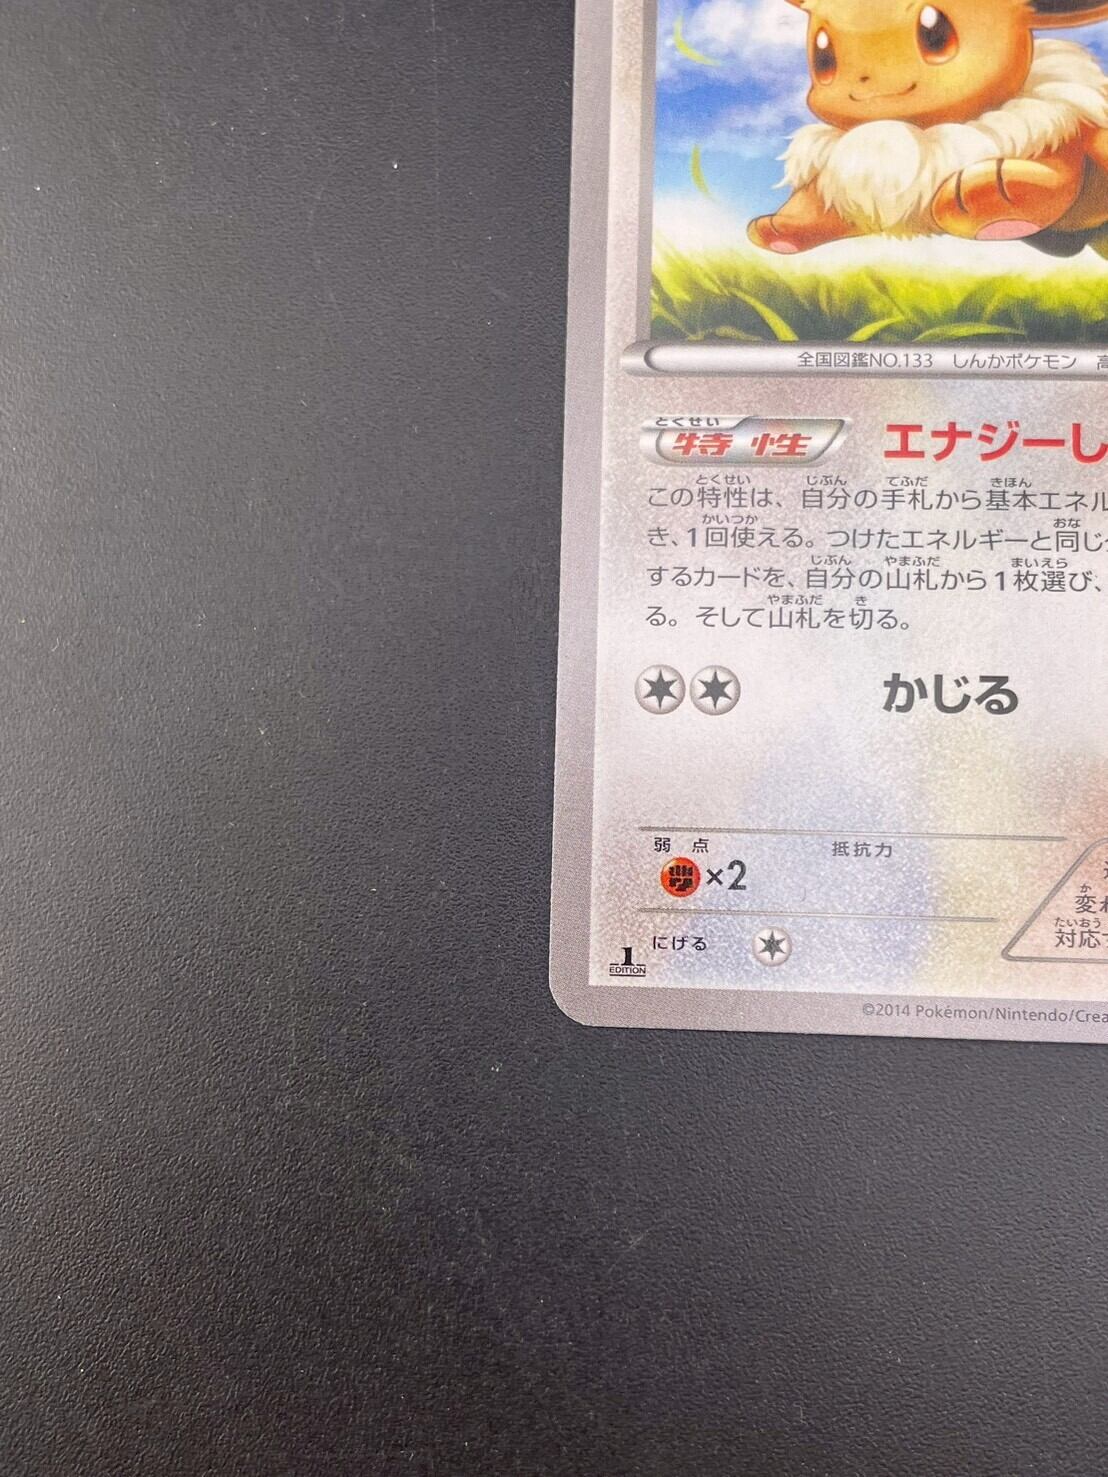 全国図鑑NO.133 しんかポケモン 高
とくせい
特性 エナジーし
とくせい じぶん てふだ きほん
この特性は、自分の手札から基本エネル
かいつか おな
き、1回使える。つけたエネルギーと同じ
じぶん やまふだ まいえら
するカードを、自分の山札から1枚選び、
やまふだ き
る。そして山札を切る。
かじる
弱点 抵抗力
×2
か
変わ
たいおう
対応
にげる
1
EDITION
©2014 Pokémon/Nintendo/Crea